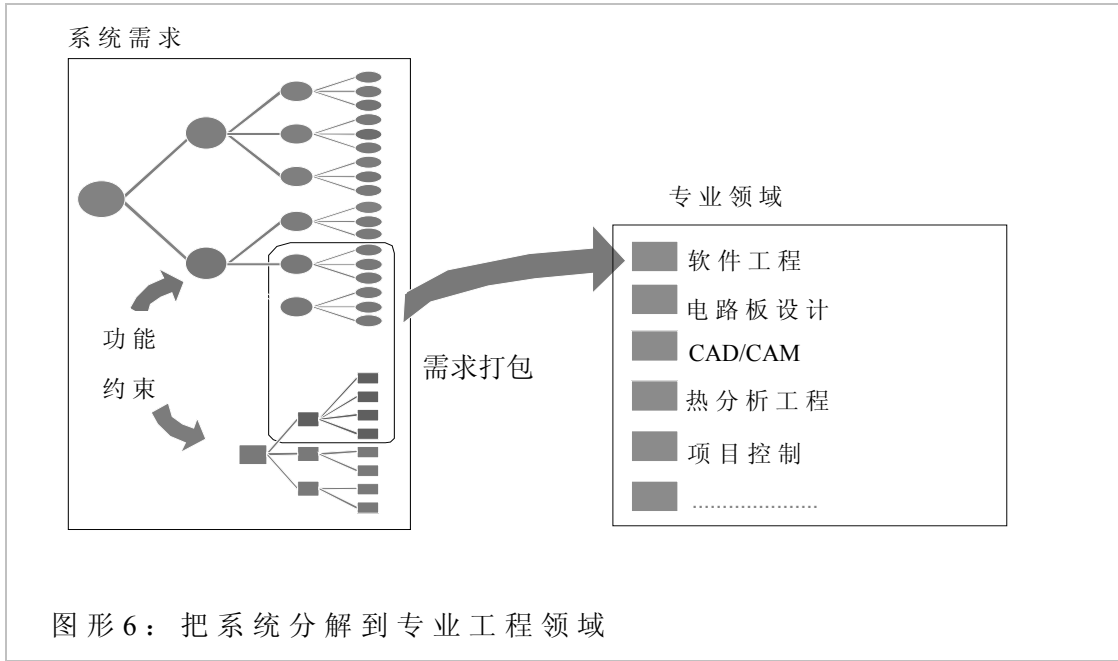 系统需求
专业领域
软件工程
电路板设计
CAD/CAM
热分析工程
项目控制
.....................
功能
约束
需求打包
图形6：把系统分解到专业工程领域